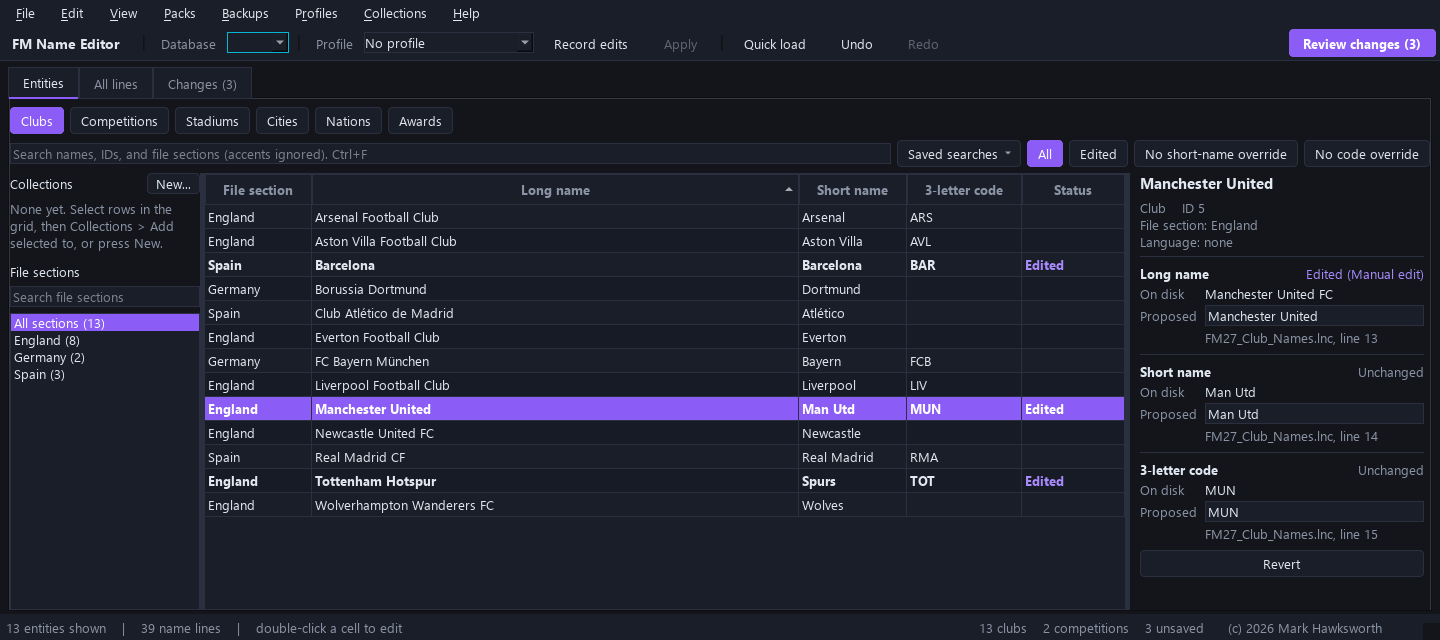 File Edit View Packs Backups Profiles Collections Help
FM Name Editor Database Profile No profile Record edits Apply Quick load Undo Redo Review changes (3)
Entities All lines Changes (3)
Clubs Competitions Stadiums Cities Nations Awards
Search names, IDs, and file sections (accents ignored). Ctrl+F Saved searches All Edited No short-name override No code override
Collections New...
None yet. Select rows in the
grid, then Collections > Add
selected to, or press New.
File sections
Search file sections
All sections (13)
England (8)
Germany (2)
Spain (3)
File section Long name Short name 3-letter code Status
England Arsenal Football Club Arsenal ARS
England Aston Villa Football Club Aston Villa AVL
Spain Barcelona Barcelona BAR Edited
Germany Borussia Dortmund Dortmund
Spain Club Atlético de Madrid Atlético
England Everton Football Club Everton
Germany FC Bayern München Bayern FCB
England Liverpool Football Club Liverpool LIV
England Manchester United Man Utd MUN Edited
England Newcastle United FC Newcastle
Spain Real Madrid CF Real Madrid RMA
England Tottenham Hotspur Spurs TOT Edited
England Wolverhampton Wanderers FC Wolves
Manchester United
Club ID 5
File section: England
Language: none
Long name Edited (Manual edit)
On disk Manchester United FC
Proposed Manchester United
FM27_Club_Names.lnc, line 13
Short name Unchanged
On disk Man Utd
Proposed Man Utd
FM27_Club_Names.lnc, line 14
3-letter code Unchanged
On disk MUN
Proposed MUN
FM27_Club_Names.lnc, line 15
Revert
13 entities shown | 39 name lines | double-click a cell to edit 13 clubs 2 competitions 3 unsaved (c) 2026 Mark Hawksworth